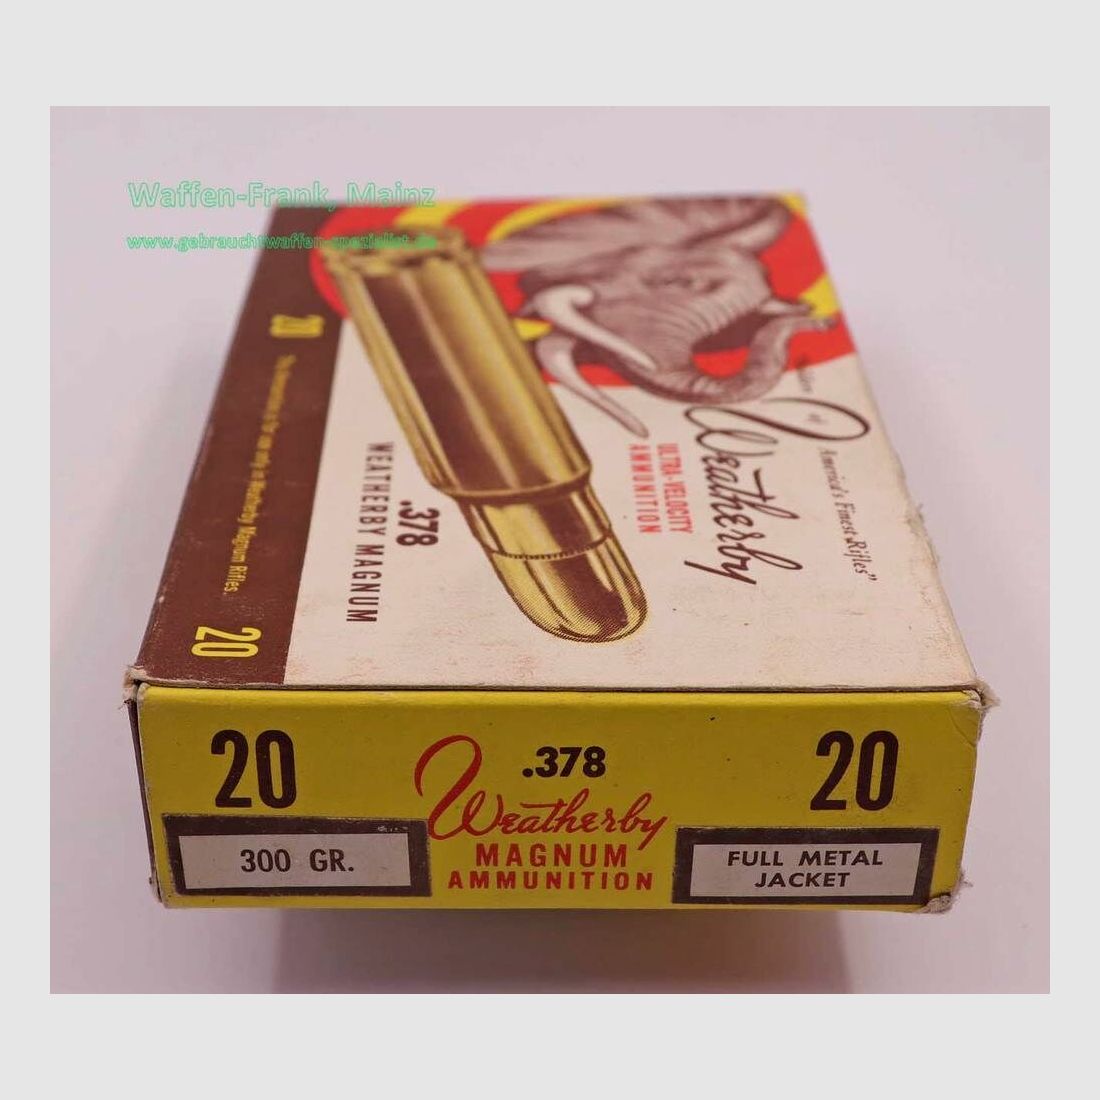 Waffen-Frank, Mainz
www.gebrauchtwaffen-spezialist.de
20
This Ammunition is for use only in Weatherby Magnum Rifles.
20
.378
WEATHERBY MAGNUM
ULTRA-VELOCITY
AMMUNITION
Weatherby
of America's Finest Rifles"
20
.378
20
Weatherby
MAGNUM
AMMUNITION
300 GR.
FULL METAL
JACKET